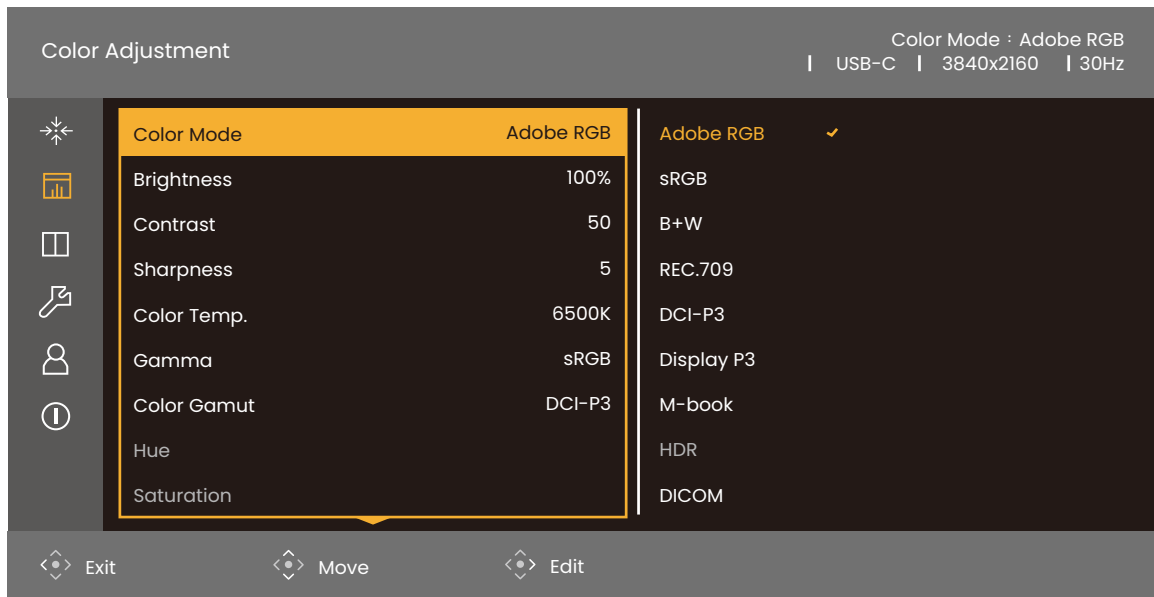 Color Adjustment
Color Mode : Adobe RGB
| USB-C | 3840x2160 | 30Hz
Color Mode Adobe RGB
Brightness 100%
Contrast 50
Sharpness 5
Color Temp. 6500K
Gamma sRGB
Color Gamut DCI-P3
Hue
Saturation
Adobe RGB
sRGB
B+W
REC.709
DCI-P3
Display P3
M-book
HDR
DICOM
Exit Move Edit